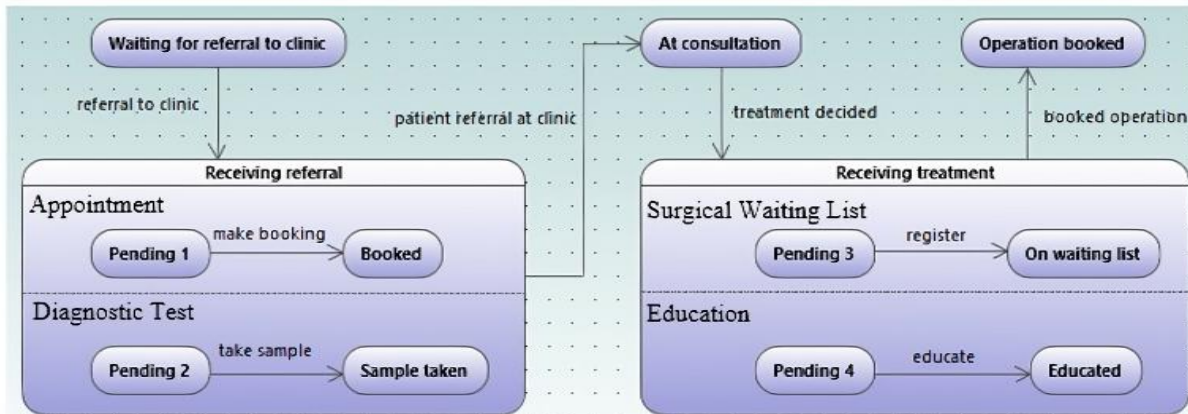 Waiting for referral to clinic
At consultation
Operation booked
referral to clinic
patient referral at clinic
treatment decided
booked operation
Receiving referral
Appointment
Pending 1
make booking
Booked
Diagnostic Test
Pending 2
take sample
Sample taken
Receiving treatment
Surgical Waiting List
Pending 3
register
On waiting list
Education
Pending 4
educate
Educated